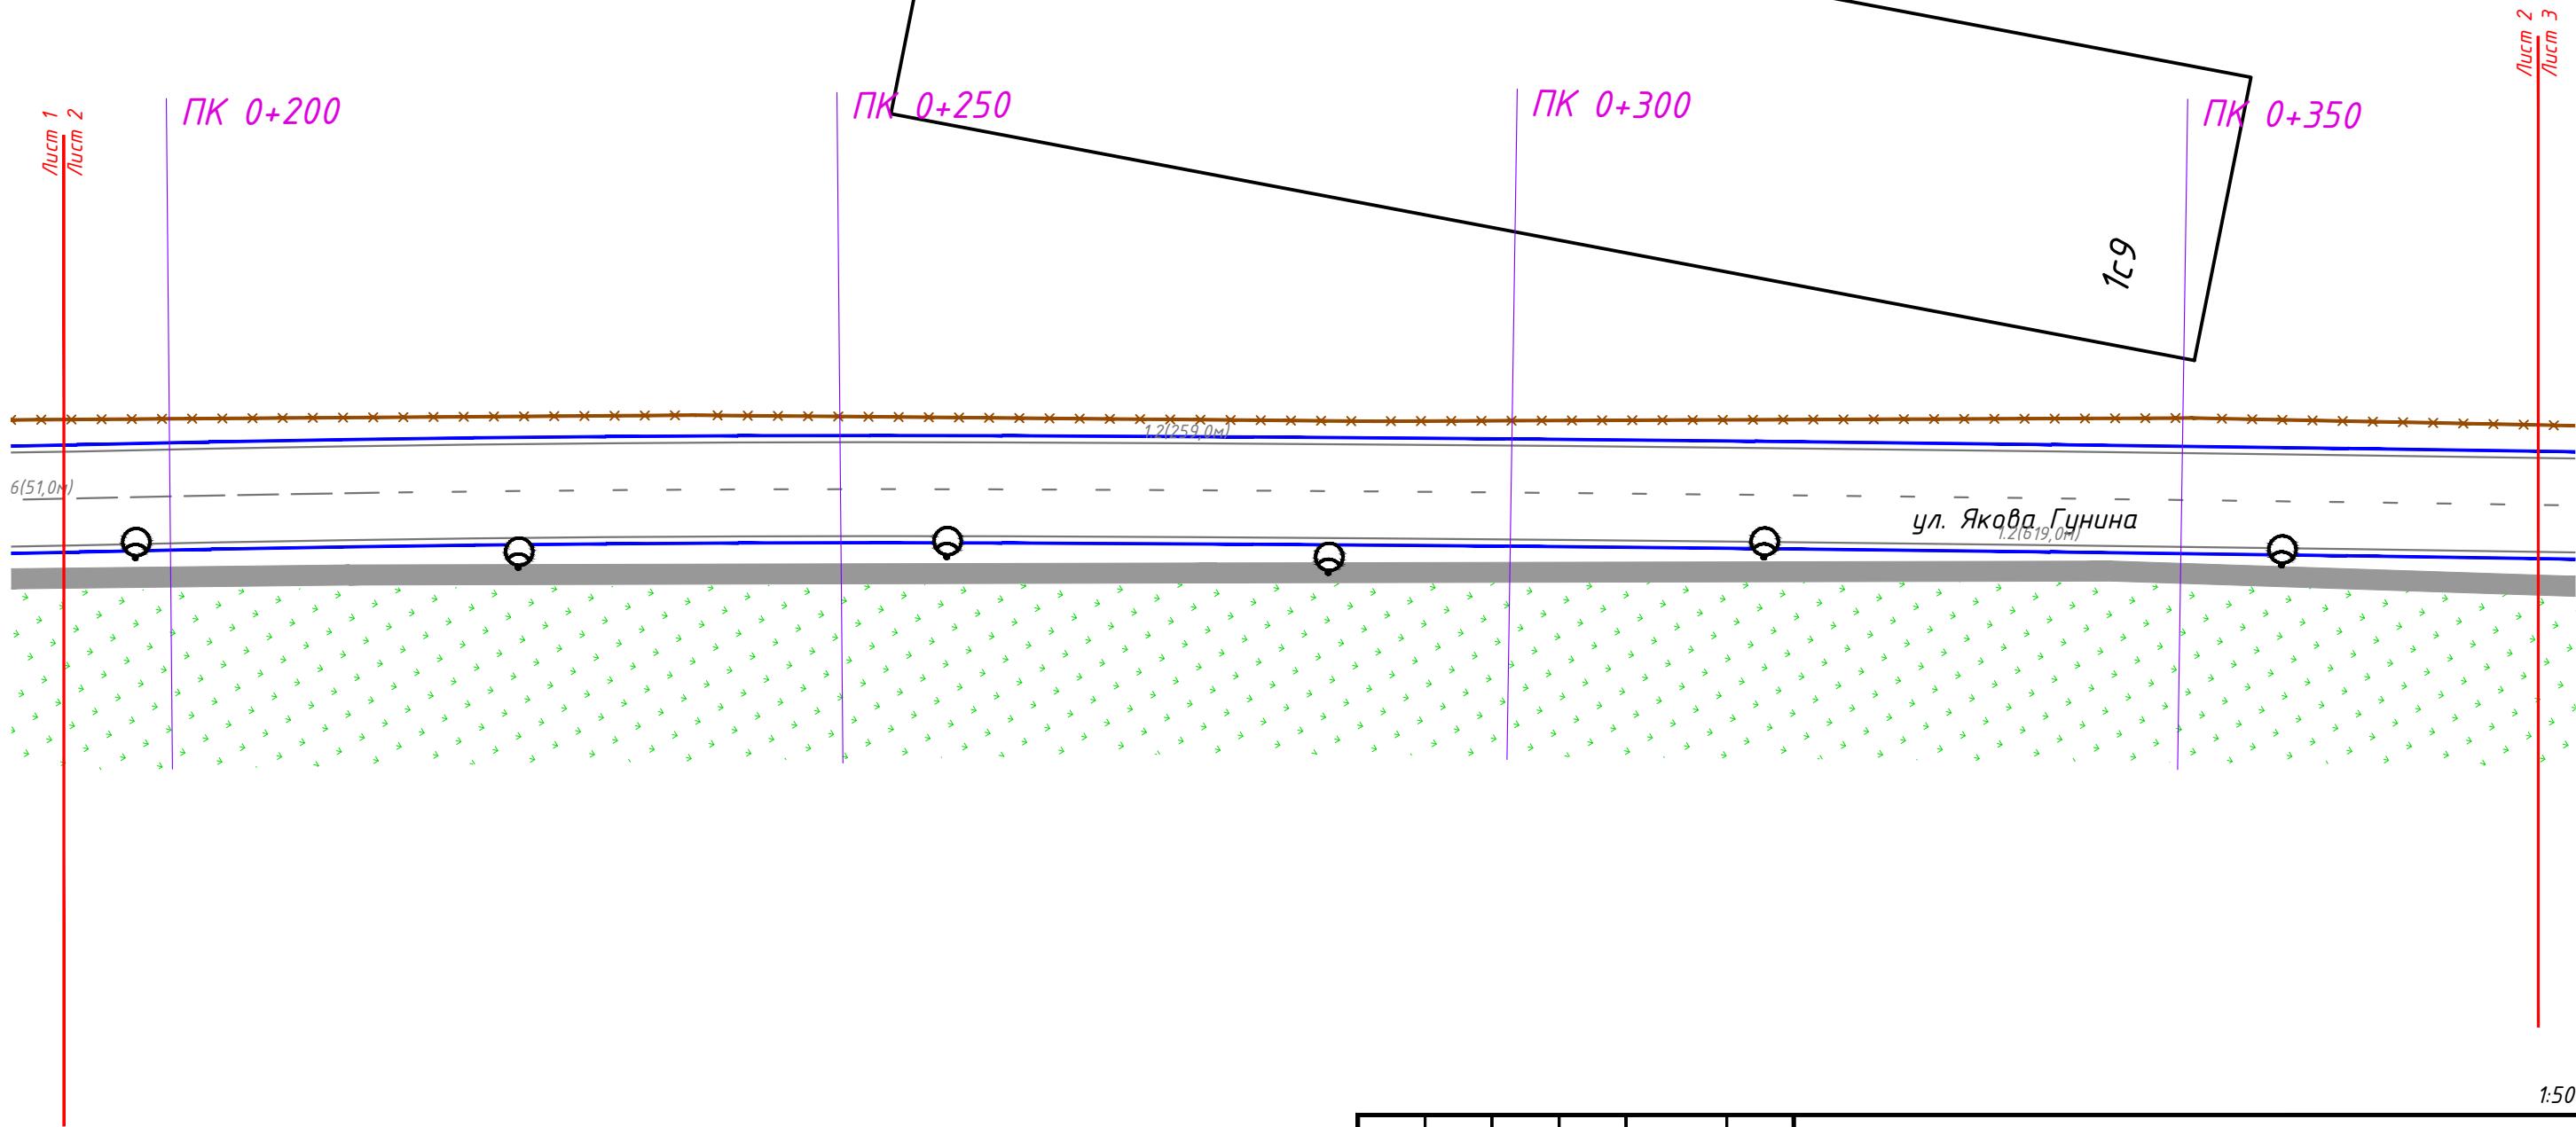 Лист 1
Лист 2
ПК 0+200
ПК 0+250
ПК 0+300
ПК 0+350
Лист 2
Лист 3
1с9
1.2(259,0м)
6(51,0м)
ул. Якова Гунина
1.2(619,0м)
1:50